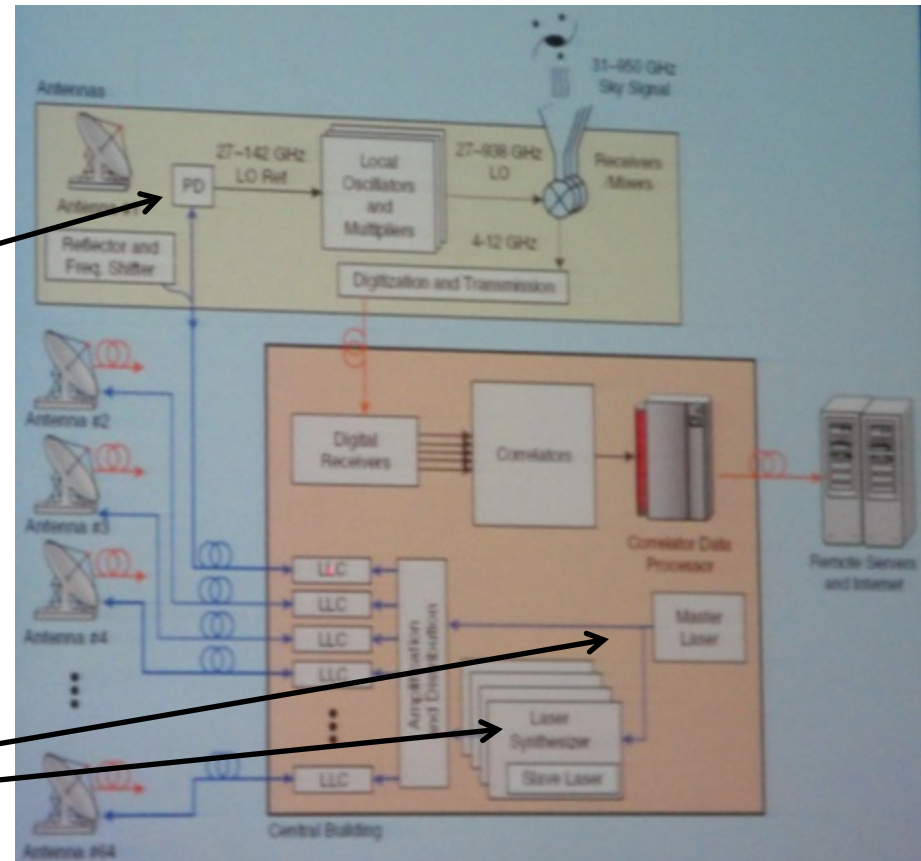 31–950 GHz
Sky Signal
Antennas
27–142 GHz
LO Ref
27–938 GHz
LO
Receivers
/Mixers
PD
Local
Oscillators
and
Multipliers
Antenna
Reflector and
Freq. Shifter
4-12 GHz
Digitization and Transmission
Antenna #2
Digital
Receivers
Correlators
Antenna #3
Correlator Data
Processor
Remote Servers
and Internet
LLC
LLC
LLC
LLC
LLC
Antenna #4
Amplification
and Distribution
Master
Laser
Laser
Synthesizer
Slave Laser
Central Building
Antenna #64